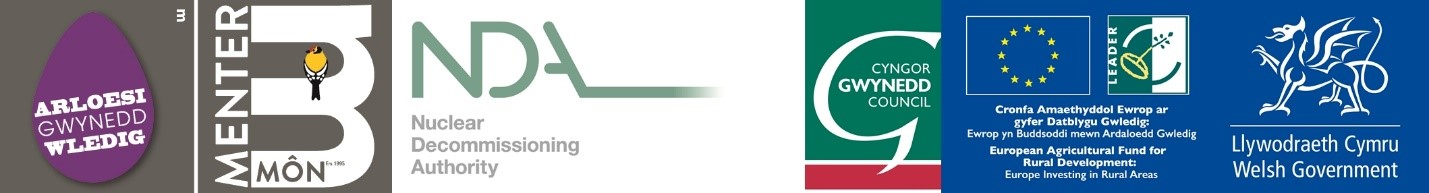 ARLOESI
GWYNEDD
WLEDIG
m
MENTER
MÔN
Est 1995
NDA
Nuclear
Decommissioning
Authority
CYNGOR
GWYNEDD
COUNCIL
LEADER
Cronfa Amaethyddol Ewrop ar
gyfer Datblygu Gwledig:
Ewrop yn Buddsoddi mewn Ardaloedd Gwledig
European Agricultural Fund for
Rural Development:
Europe Investing in Rural Areas
Llywodraeth Cymru
Welsh Government